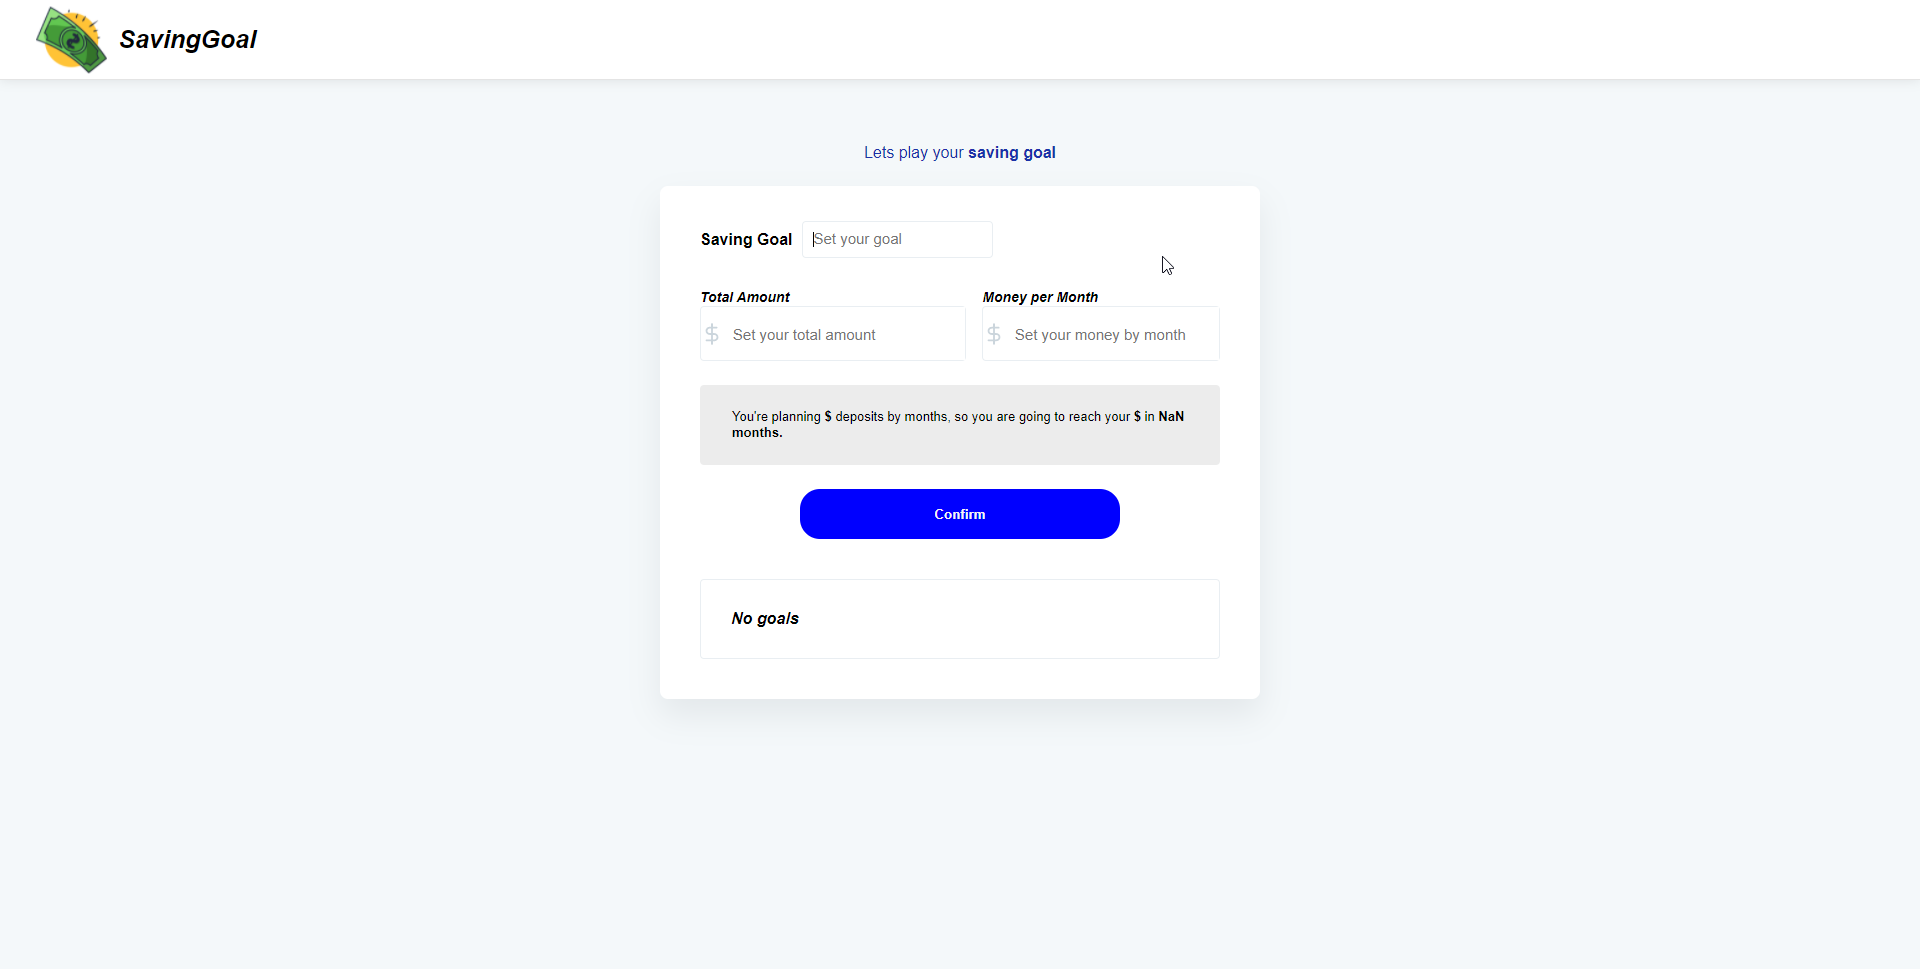 SavingGoal
Lets play your saving goal
Saving Goal
Set your goal
Total Amount
Money per Month
$ Set your total amount
$ Set your money by month
You're planning $ deposits by months, so you are going to reach your $ in NaN
months.
Confirm
No goals